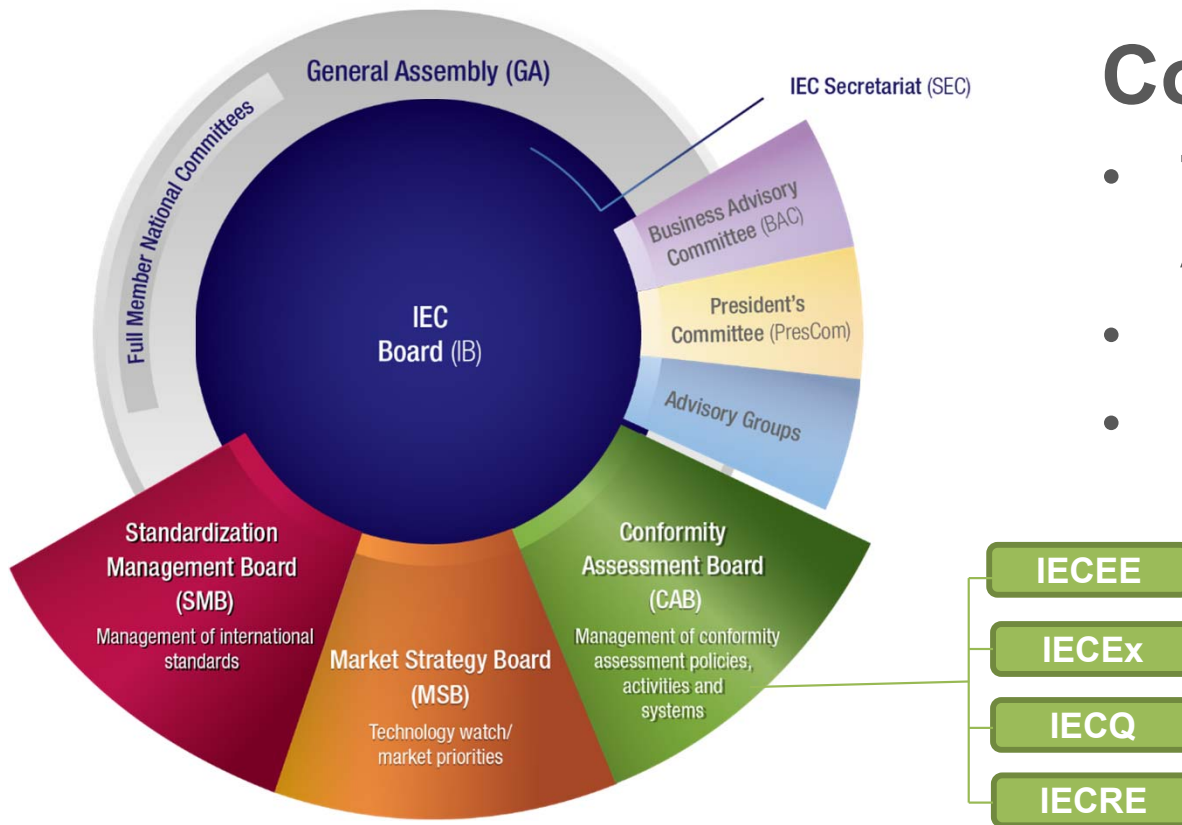 General Assembly (GA)
Full Member National Committees
IEC Secretariat (SEC)
Co
Business Advisory
Committee (BAC)
President's
Committee (PresCom)
Advisory Groups
IEC
Board (IB)
Standardization
Management Board
(SMB)
Management of international
standards
Market Strategy Board
(MSB)
Technology watch/
market priorities
Conformity
Assessment Board
(CAB)
Management of conformity
assessment policies,
activities and
systems
IECEE
IECEx
IECQ
IECRE